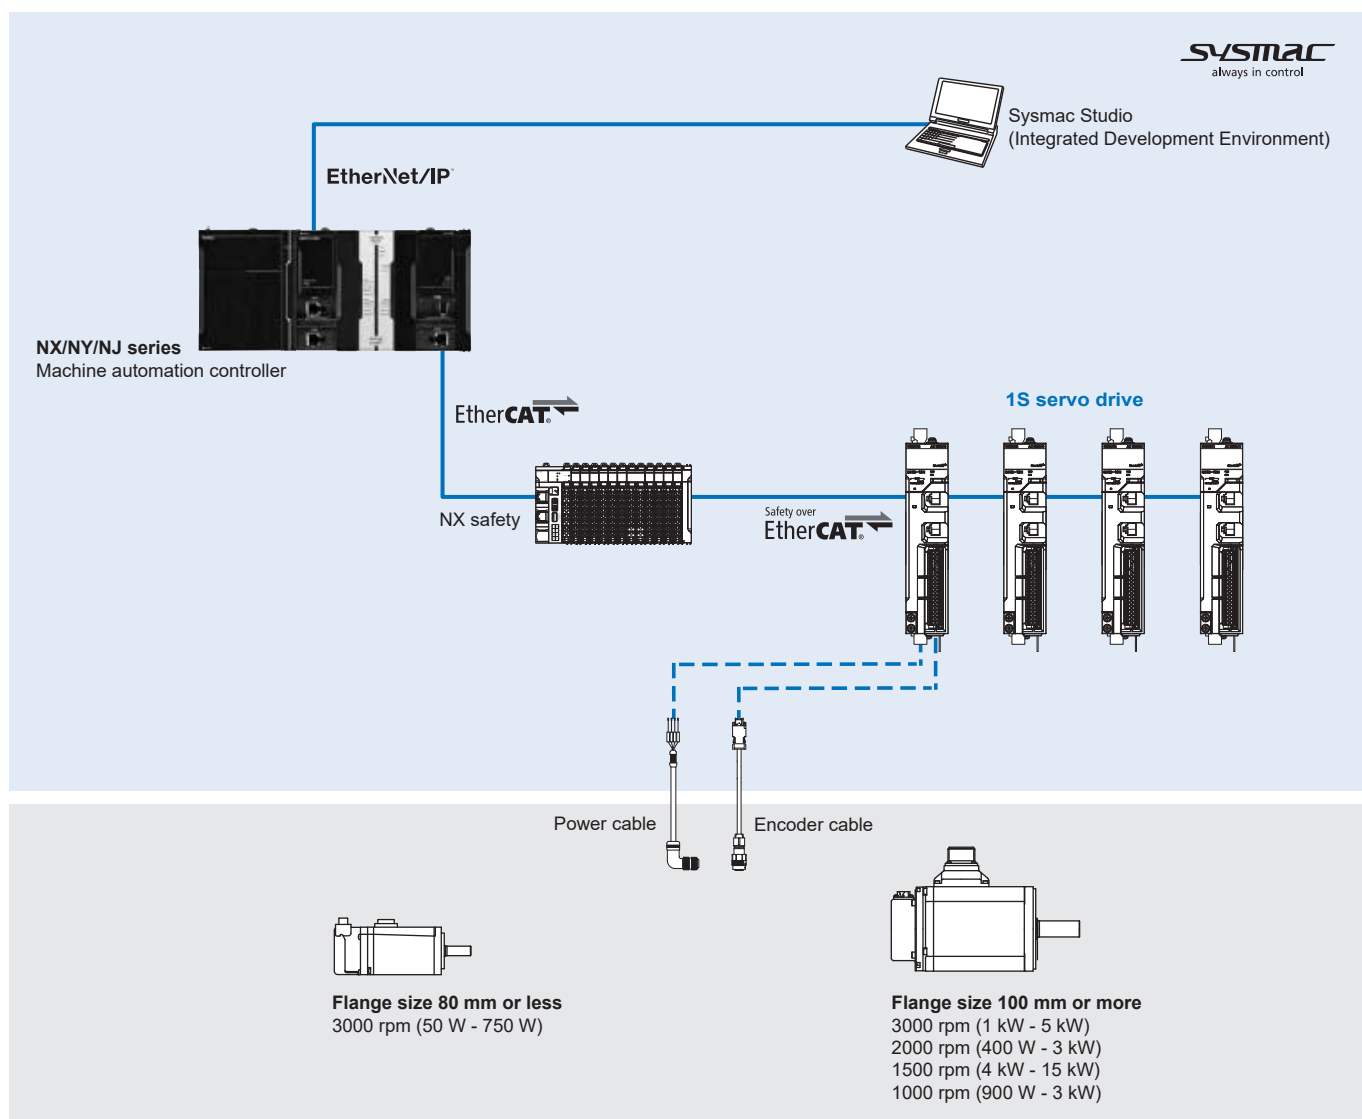 sysmac
always in control
Sysmac Studio
(Integrated Development Environment)
EtherNet/IP™
NX/NY/NJ series
Machine automation controller
EtherCAT®
1S servo drive
NX safety
Safety over
EtherCAT®
Power cable
Encoder cable
Flange size 80 mm or less
3000 rpm (50 W - 750 W)
Flange size 100 mm or more
3000 rpm (1 kW - 5 kW)
2000 rpm (400 W - 3 kW)
1500 rpm (4 kW - 15 kW)
1000 rpm (900 W - 3 kW)